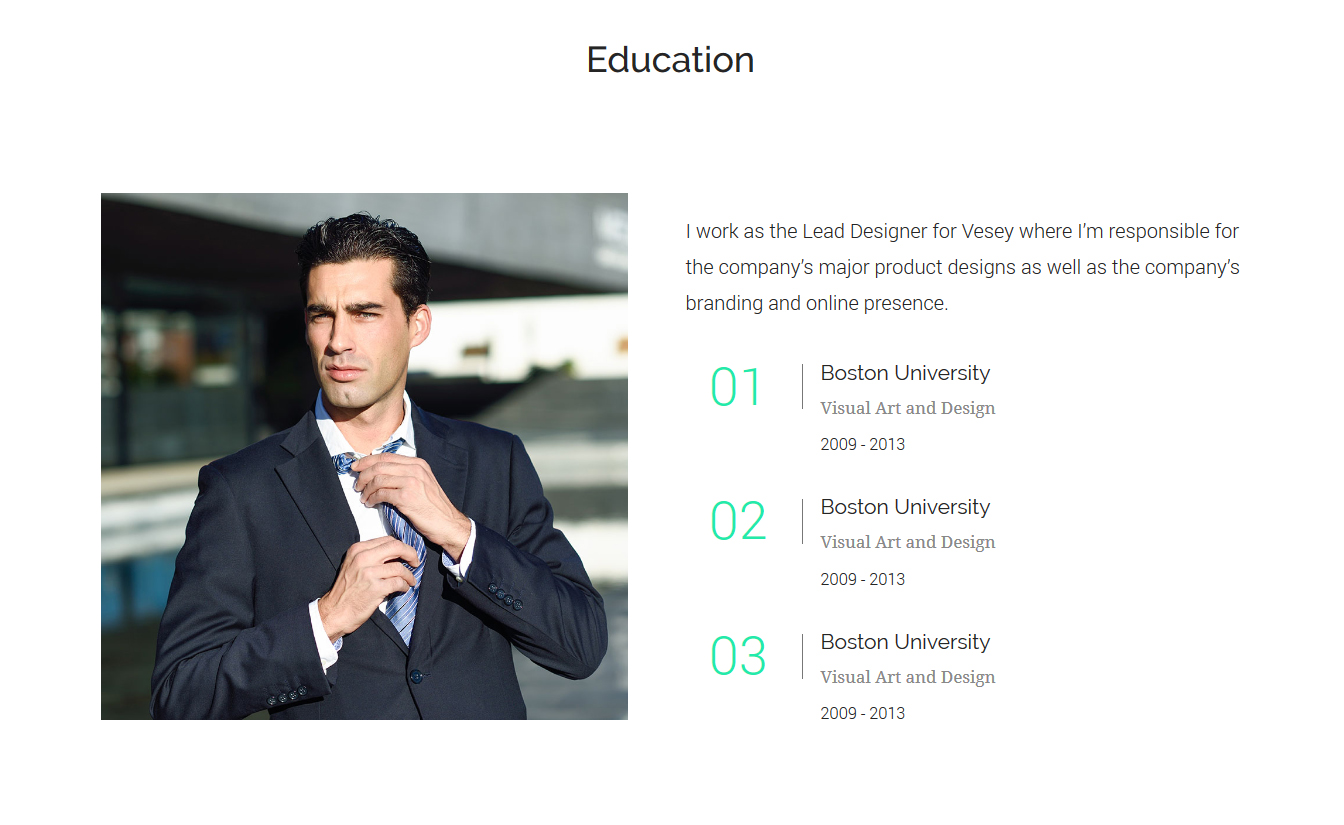 Education
I work as the Lead Designer for Vesey where I’m responsible for
the company’s major product designs as well as the company’s
branding and online presence.
01
Boston University
Visual Art and Design
2009 - 2013
02
Boston University
Visual Art and Design
2009 - 2013
03
Boston University
Visual Art and Design
2009 - 2013